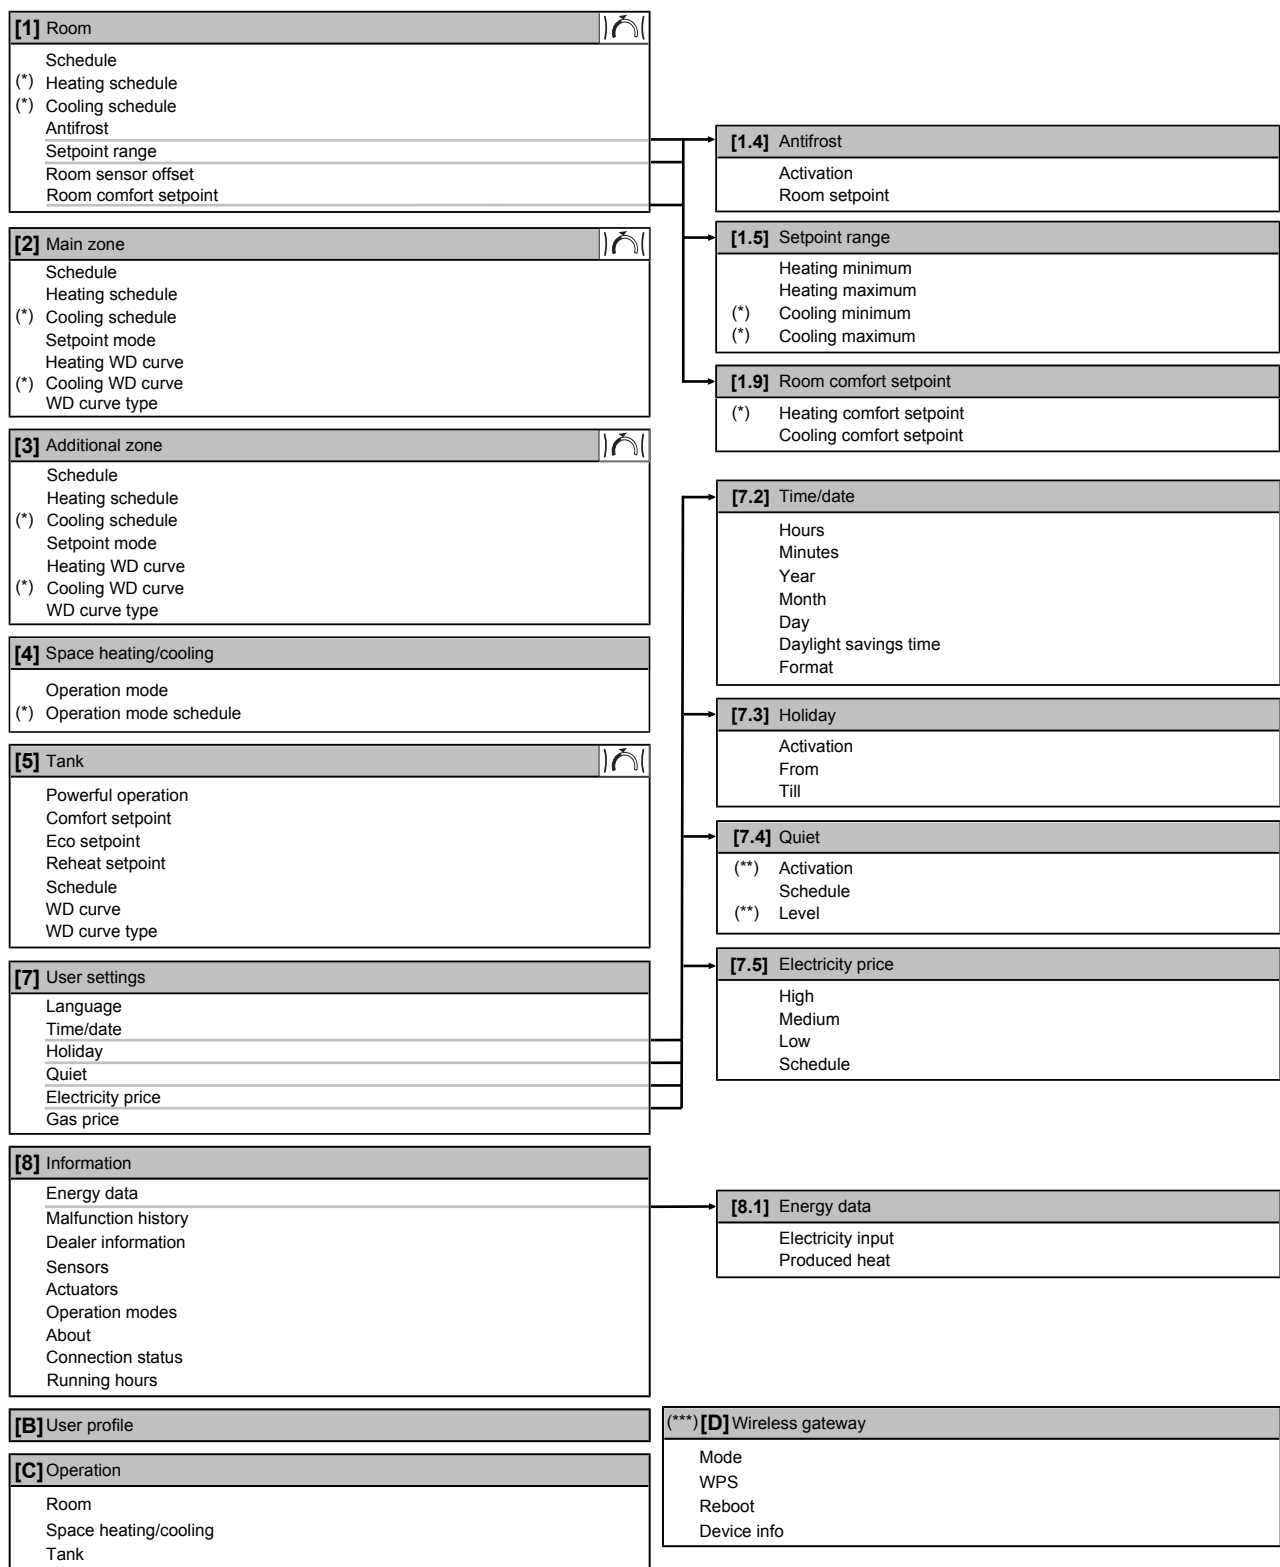 [1] Room
Schedule
(*) Heating schedule
(*) Cooling schedule
Antifrost
Setpoint range
Room sensor offset
Room comfort setpoint
[1.4] Antifrost
Activation
Room setpoint
[1.5] Setpoint range
Heating minimum
Heating maximum
(*) Cooling minimum
(*) Cooling maximum
[1.9] Room comfort setpoint
(*) Heating comfort setpoint
Cooling comfort setpoint
[2] Main zone
Schedule
Heating schedule
(*) Cooling schedule
Setpoint mode
Heating WD curve
(*) Cooling WD curve
WD curve type
[3] Additional zone
Schedule
Heating schedule
(*) Cooling schedule
Setpoint mode
Heating WD curve
(*) Cooling WD curve
WD curve type
[4] Space heating/cooling
Operation mode
(*) Operation mode schedule
[5] Tank
Powerful operation
Comfort setpoint
Eco setpoint
Reheat setpoint
Schedule
WD curve
WD curve type
[7] User settings
Language
Time/date
Holiday
Quiet
Electricity price
Gas price
[7.2] Time/date
Hours
Minutes
Year
Month
Day
Daylight savings time
Format
[7.3] Holiday
Activation
From
Till
[7.4] Quiet
(**) Activation
Schedule
(**) Level
[7.5] Electricity price
High
Medium
Low
Schedule
[8] Information
Energy data
Malfunction history
Dealer information
Sensors
Actuators
Operation modes
About
Connection status
Running hours
[8.1] Energy data
Electricity input
Produced heat
[B] User profile
[C] Operation
Room
Space heating/cooling
Tank
(***) [D] Wireless gateway
Mode
WPS
Reboot
Device info